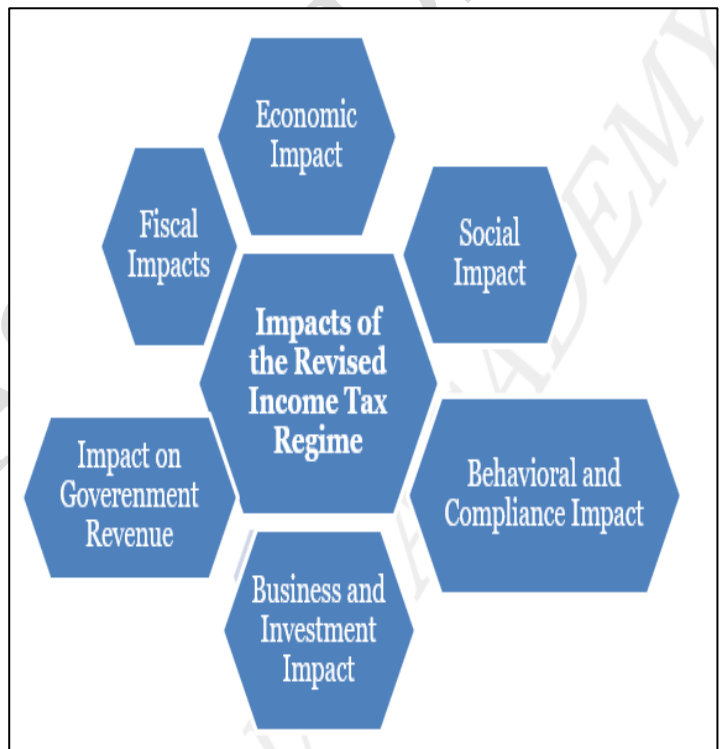 Economic
Impact
Fiscal
Impacts
Social
Impact
Impacts of
the Revised
Income Tax
Regime
Impact on
Goverenment
Revenue
Behavioral and
Compliance Impact
Business and
Investment
Impact